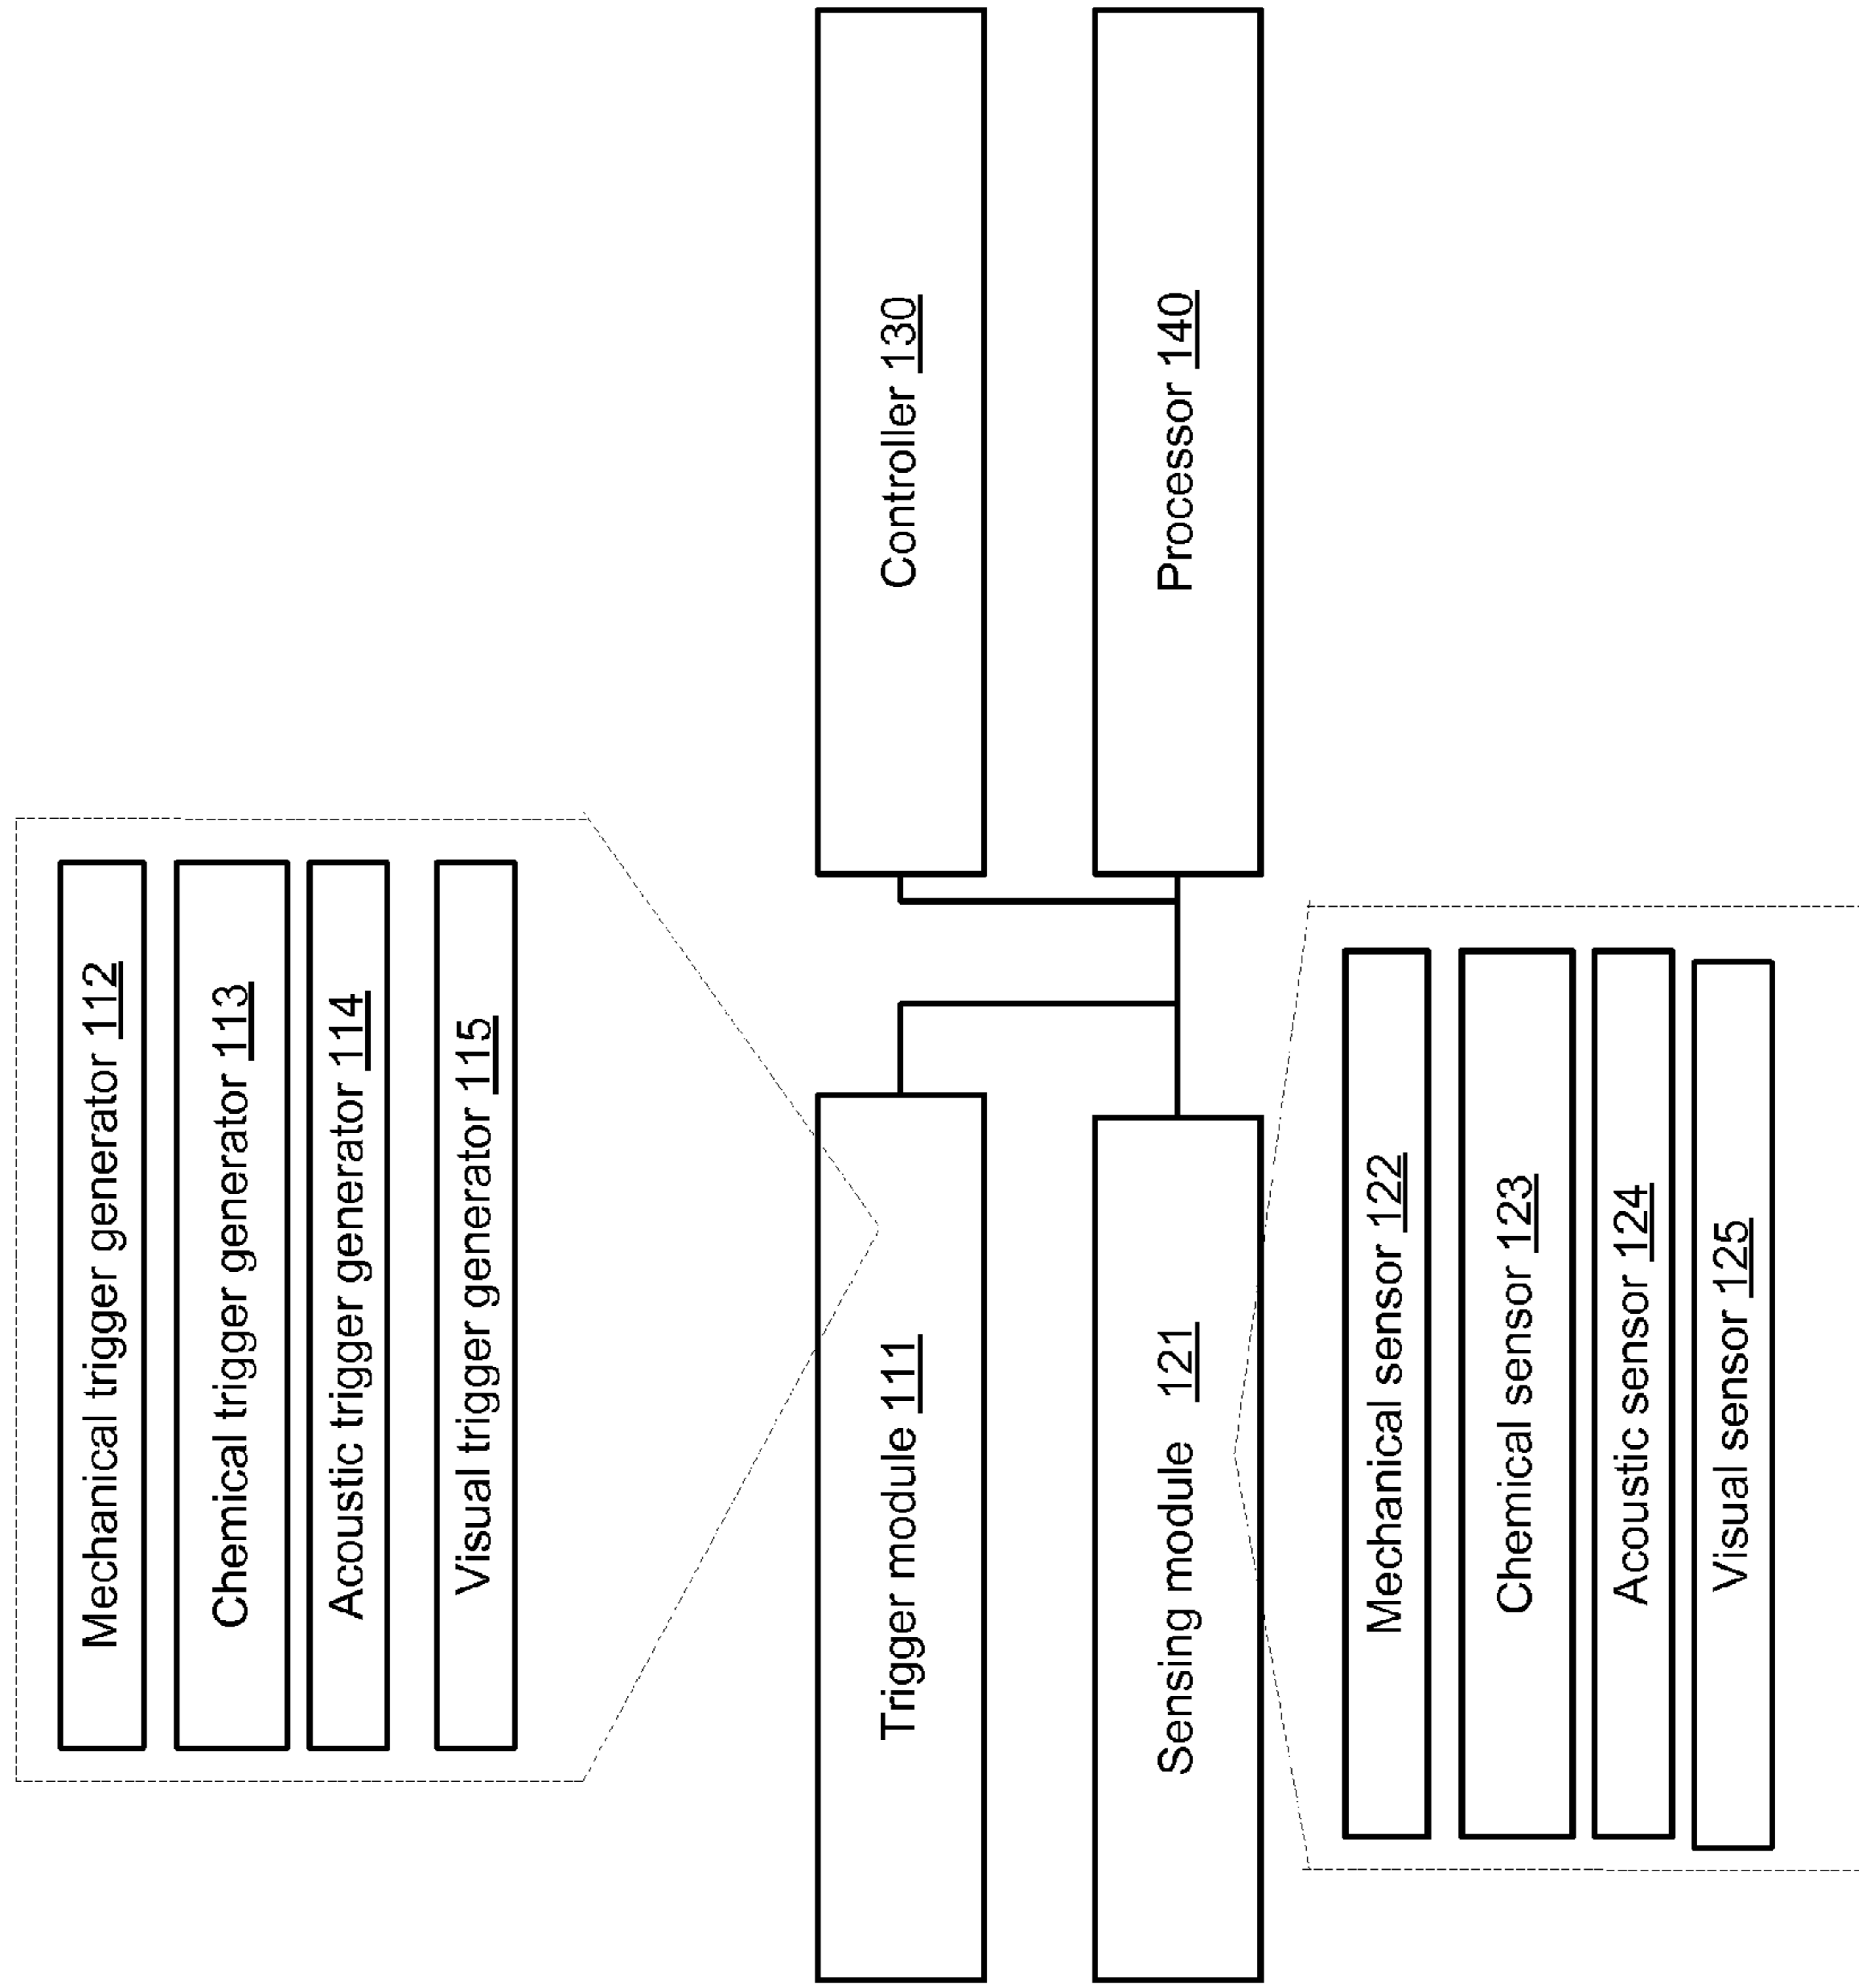 Mechanical trigger generator 112
Chemical trigger generator 113
Acoustic trigger generator 114
Visual trigger generator 115
Trigger module 111
Controller 130
Sensing module 121
Processor 140
Mechanical sensor 122
Chemical sensor 123
Acoustic sensor 124
Visual sensor 125